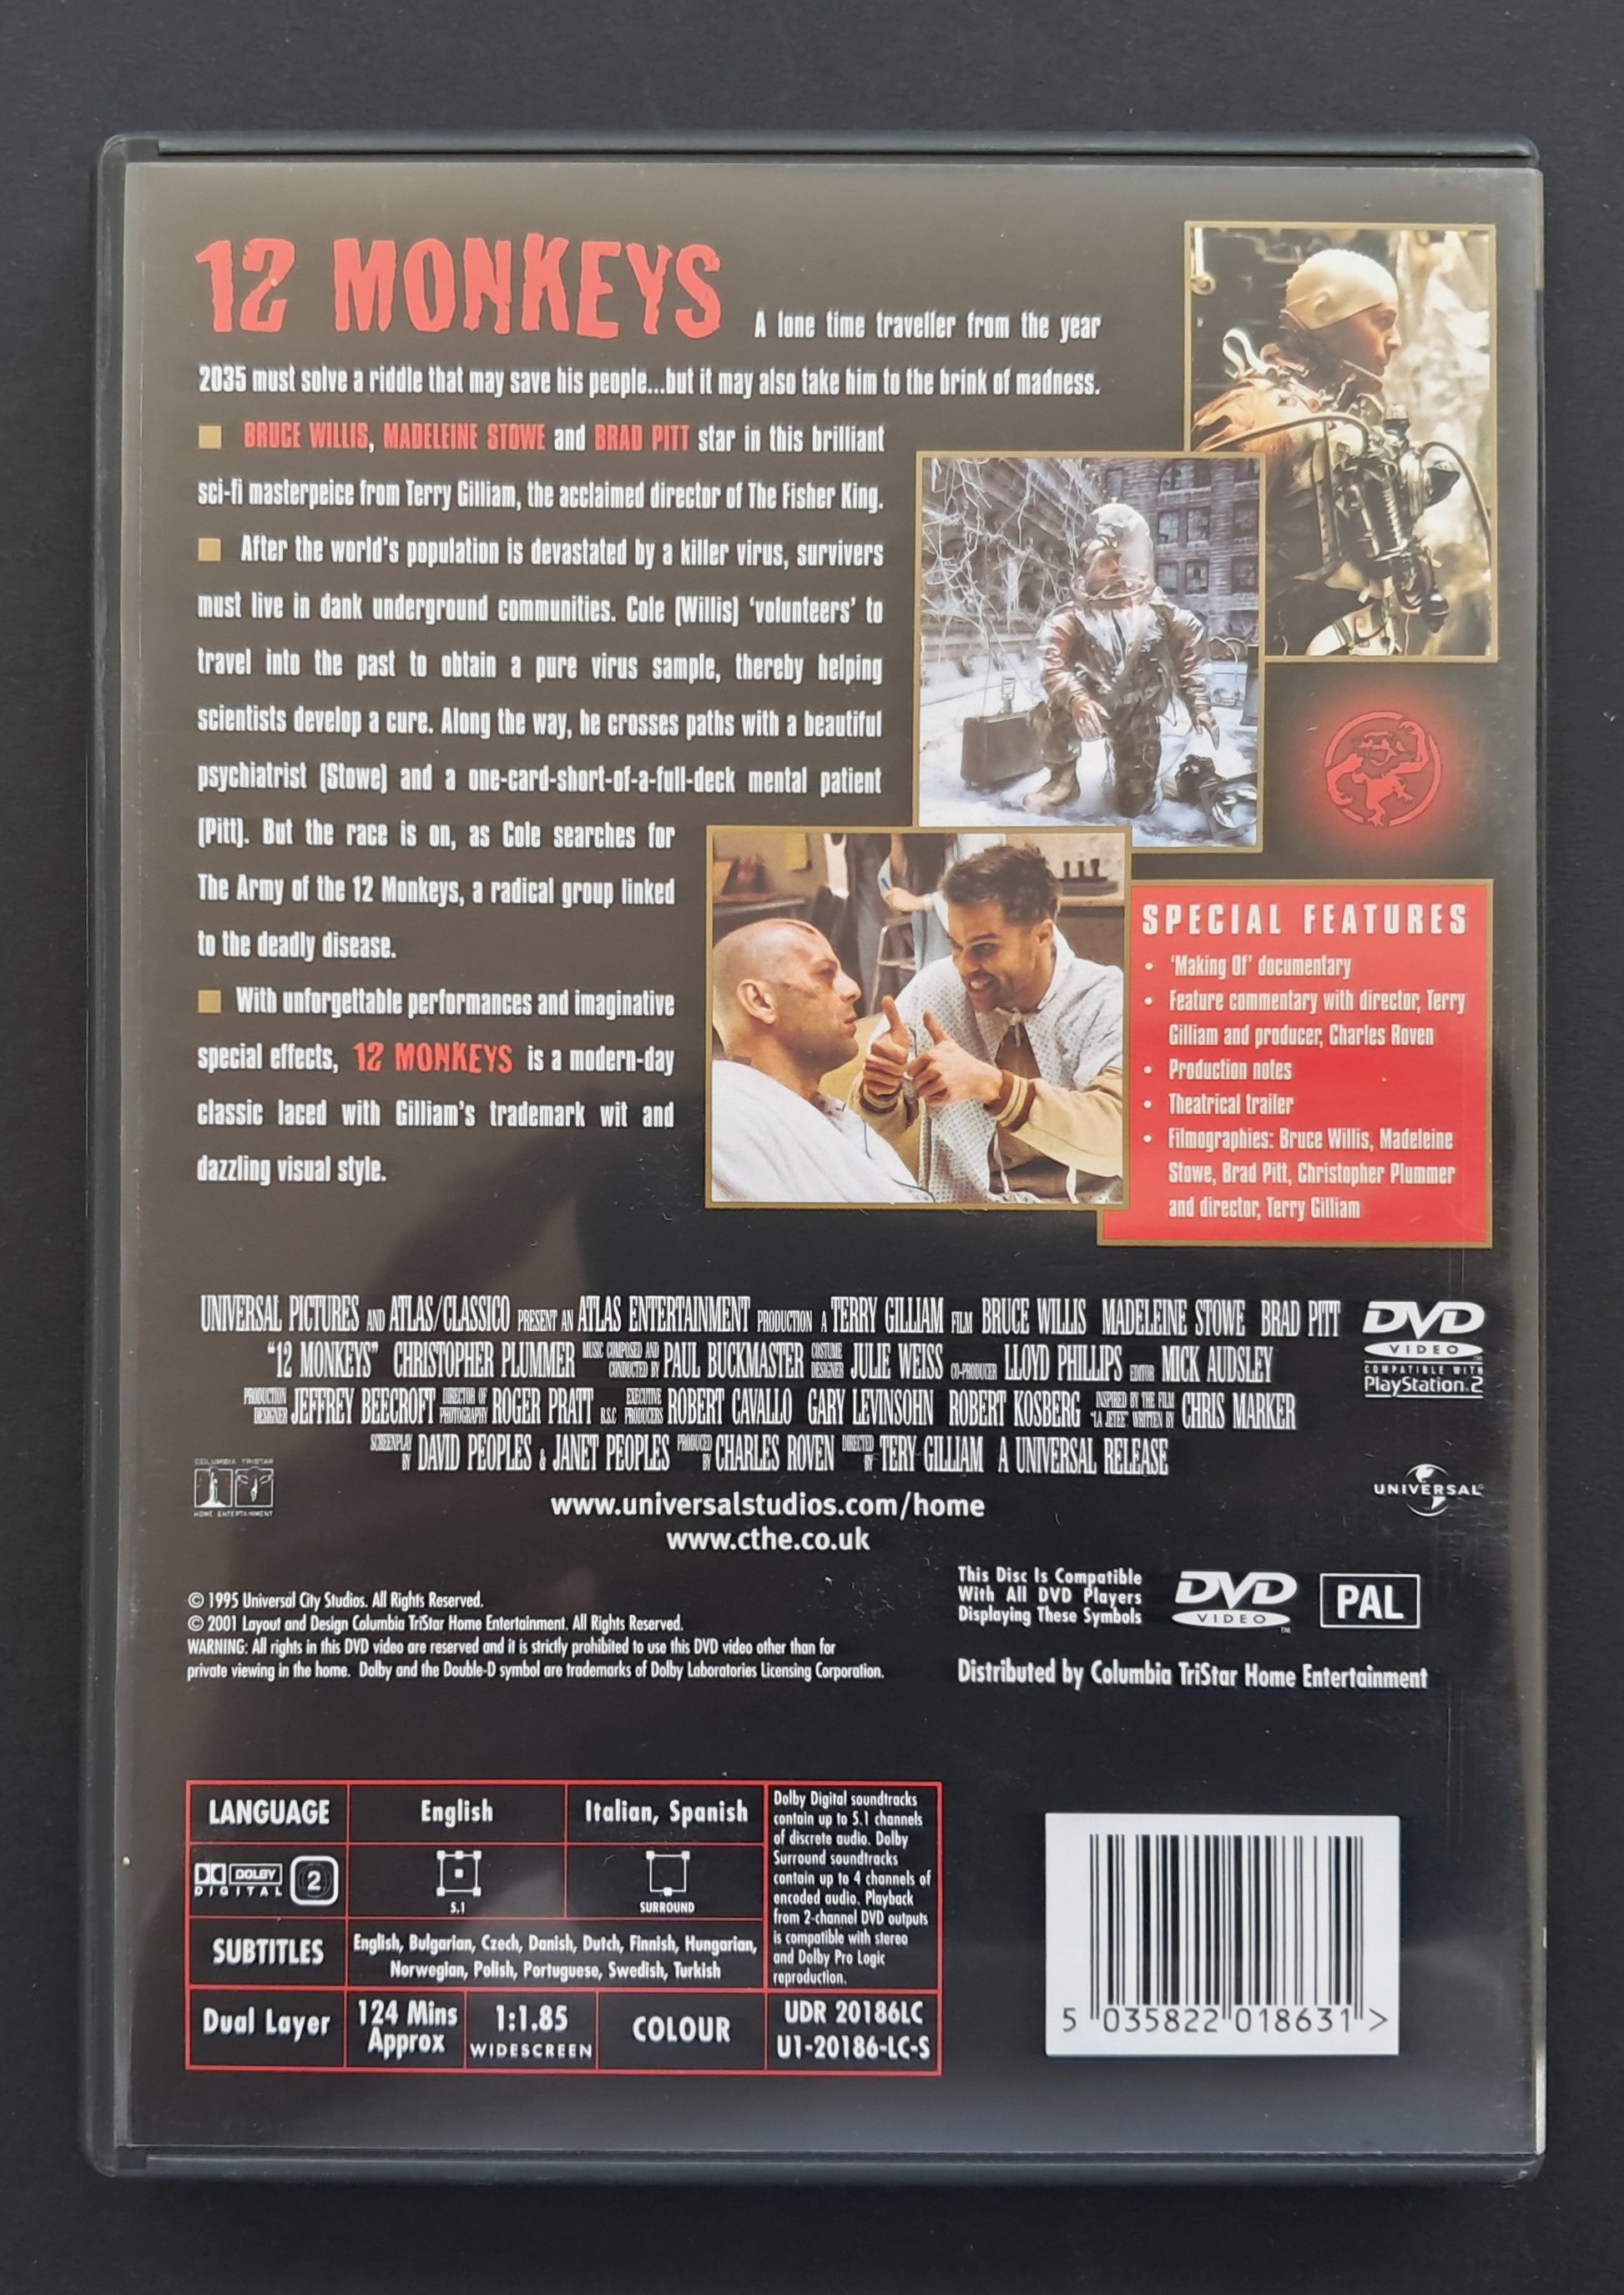 12 MONKEYS A lone time traveller from the year
2035 must solve a riddle that may save his people...but it may also take him to the brink of madness.
BRUCE WILLIS, MADELEINE STOWE and BRAD PITT star in this brilliant
sci-fi masterpeice from Terry Gilliam, the acclaimed director of The Fisher King.
After the world's population is devastated by a killer virus, survivers
must live in dank underground communities. Cole (Willis) 'volunteers' to
travel into the past to obtain a pure virus sample, thereby helping
scientists develop a cure. Along the way, he crosses paths with a beautiful
psychiatrist (Stowe) and a one-card-short-of-a-full-deck mental patient
(Pitt). But the race is on, as Cole searches for
The Army of the 12 Monkeys, a radical group linked
to the deadly disease.
With unforgettable performances and imaginative
special effects, 12 MONKEYS is a modern-day
classic laced with Gilliam's trademark wit and
dazzling visual style.
SPECIAL FEATURES
• 'Making Of' documentary
• Feature commentary with director, Terry
Gilliam and producer, Charles Roven
• Production notes
• Theatrical trailer
• Filmographies: Bruce Willis, Madeleine
Stowe, Brad Pitt, Christopher Plummer
and director, Terry Gilliam
UNIVERSAL PICTURES AND ATLAS/CLASSICO PRESENT AN ATLAS ENTERTAINMENT PRODUCTION A TERRY GILLIAM FILM BRUCE WILLIS MADELEINE STOWE BRAD PITT
"12 MONKEYS" CHRISTOPHER PLUMMER MUSIC COMPOSED AND CONDUCTED BY PAUL BUCKMASTER COSTUME DESIGNER JULIE WEISS CO-PRODUCER LLOYD PHILLIPS EDITOR MICK AUDSLEY
PRODUCTION DESIGNER JEFFREY BEECROFT DIRECTOR OF PHOTOGRAPHY ROGER PRATT B.S.C EXECUTIVE PRODUCERS ROBERT CAVALLO GARY LEVINSOHN ROBERT KOSBERG INSPIRED BY THE FILM "LA JETEE" WRITTEN BY CHRIS MARKER
SCREENPLAY BY DAVID PEOPLES & JANET PEOPLES PRODUCED BY CHARLES ROVEN DIRECTED BY TERY GILLIAM A UNIVERSAL RELEASE
DVD
VIDEO
COMPATIBLE WITH
PlayStation 2
COLUMBIA TRISTAR
HOME ENTERTAINMENT
UNIVERSAL
www.universalstudios.com/home
www.cthe.co.uk
© 1995 Universal City Studios. All Rights Reserved.
© 2001 Layout and Design Columbia TriStar Home Entertainment. All Rights Reserved.
WARNING: All rights in this DVD video are reserved and it is strictly prohibited to use this DVD video other than for
private viewing in the home. Dolby and the Double-D symbol are trademarks of Dolby Laboratories Licensing Corporation.
This Disc Is Compatible
With All DVD Players
Displaying These Symbols
DVD
VIDEO
TM
PAL
Distributed by Columbia TriStar Home Entertainment
LANGUAGE English Italian, Spanish
DOLBY
DIGITAL
2
5.1
SURROUND
SUBTITLES
English, Bulgarian, Czech, Danish, Dutch, Finnish, Hungarian,
Norwegian, Polish, Portuguese, Swedish, Turkish
Dolby Digital soundtracks
contain up to 5.1 channels
of discrete audio. Dolby
Surround soundtracks
contain up to 4 channels of
encoded audio. Playback
from 2-channel DVD outputs
is compatible with stereo
and Dolby Pro Logic
reproduction.
Dual Layer
124 Mins
Approx
1:1.85
WIDESCREEN
COLOUR
UDR 20186LC
U1-20186-LC-S
5 035822 018631 >